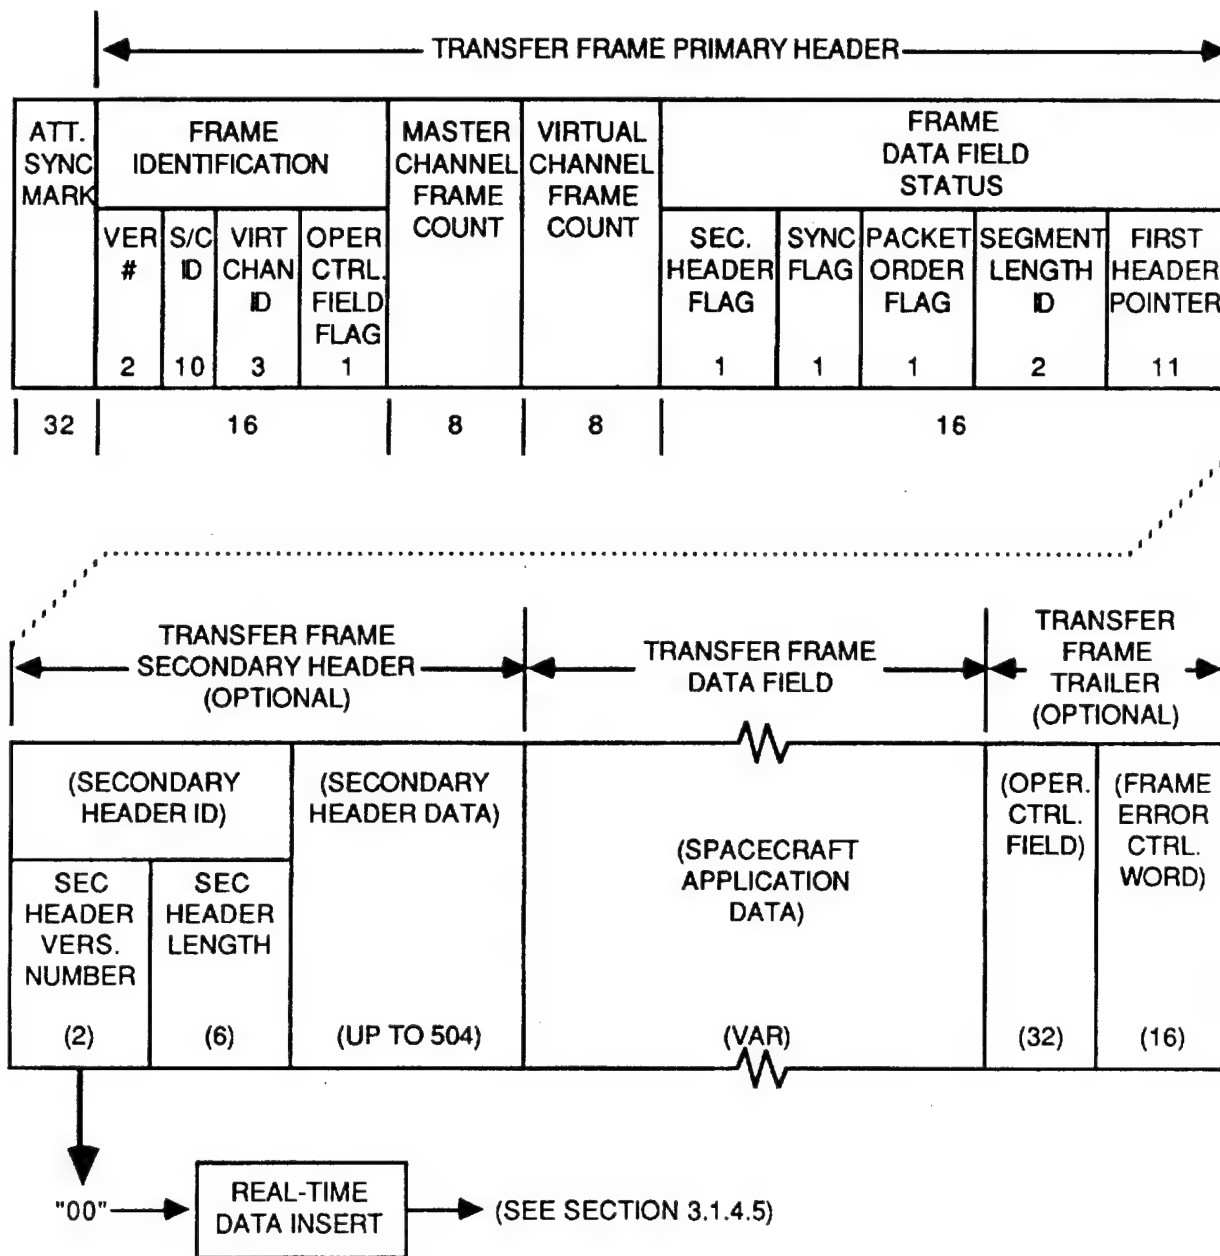 TRANSFER FRAME PRIMARY HEADER
ATT.
SYNC
MARK
FRAME
IDENTIFICATION
MASTER
CHANNEL
FRAME
COUNT
VIRTUAL
CHANNEL
FRAME
COUNT
FRAME
DATA FIELD
STATUS
VER
#
2
S/C
ID
10
VIRT
CHAN
ID
3
OPER
CTRL.
FIELD
FLAG
1
SEC.
HEADER
FLAG
1
SYNC
FLAG
1
PACKET
ORDER
FLAG
1
SEGMENT
LENGTH
ID
2
FIRST
HEADER
POINTER
11
32
16
8
8
16
TRANSFER FRAME
SECONDARY HEADER
(OPTIONAL)
TRANSFER FRAME
DATA FIELD
TRANSFER
FRAME
TRAILER
(OPTIONAL)
(SECONDARY
HEADER ID)
SEC
HEADER
VERS.
NUMBER
(2)
SEC
HEADER
LENGTH
(6)
(SECONDARY
HEADER DATA)
(UP TO 504)
(SPACECRAFT
APPLICATION
DATA)
(VAR)
(OPER.
CTRL.
FIELD)
(32)
(FRAME
ERROR
CTRL.
WORD)
(16)
"00"
REAL-TIME
DATA INSERT
(SEE SECTION 3.1.4.5)